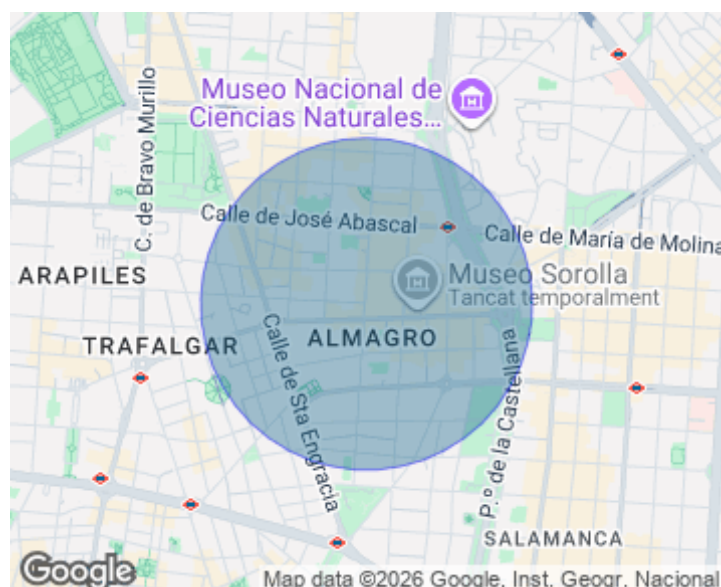 Museo Nacional de
Ciencias Naturales...
C. de Bravo Murillo
Calle de José Abascal
Calle de María de Molina
ARAPILES
Museo Sorolla
Tancat temporalment
TRAFALGAR
ALMAGRO
Calle de Sta Engracia
P.º de la Castellana
SALAMANCA
Google
Map data ©2026 Google, Inst. Geogr. Nacional